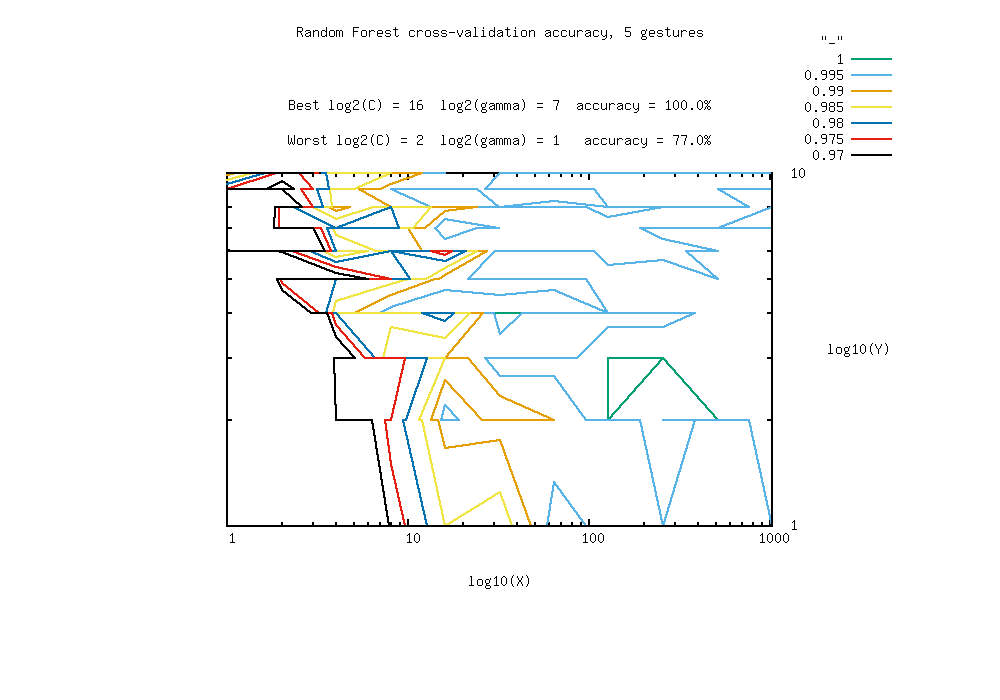 Random Forest cross-validation accuracy, 5 gestures
"_"
1
0.995
0.99
0.985
0.98
0.975
0.97
Best log2(C) = 16 log2(gamma) = 7 accuracy = 100.0%
Worst log2(C) = 2 log2(gamma) = 1 accuracy = 77.0%
10
log10(Y)
1
1 10 100 1000
log10(X)